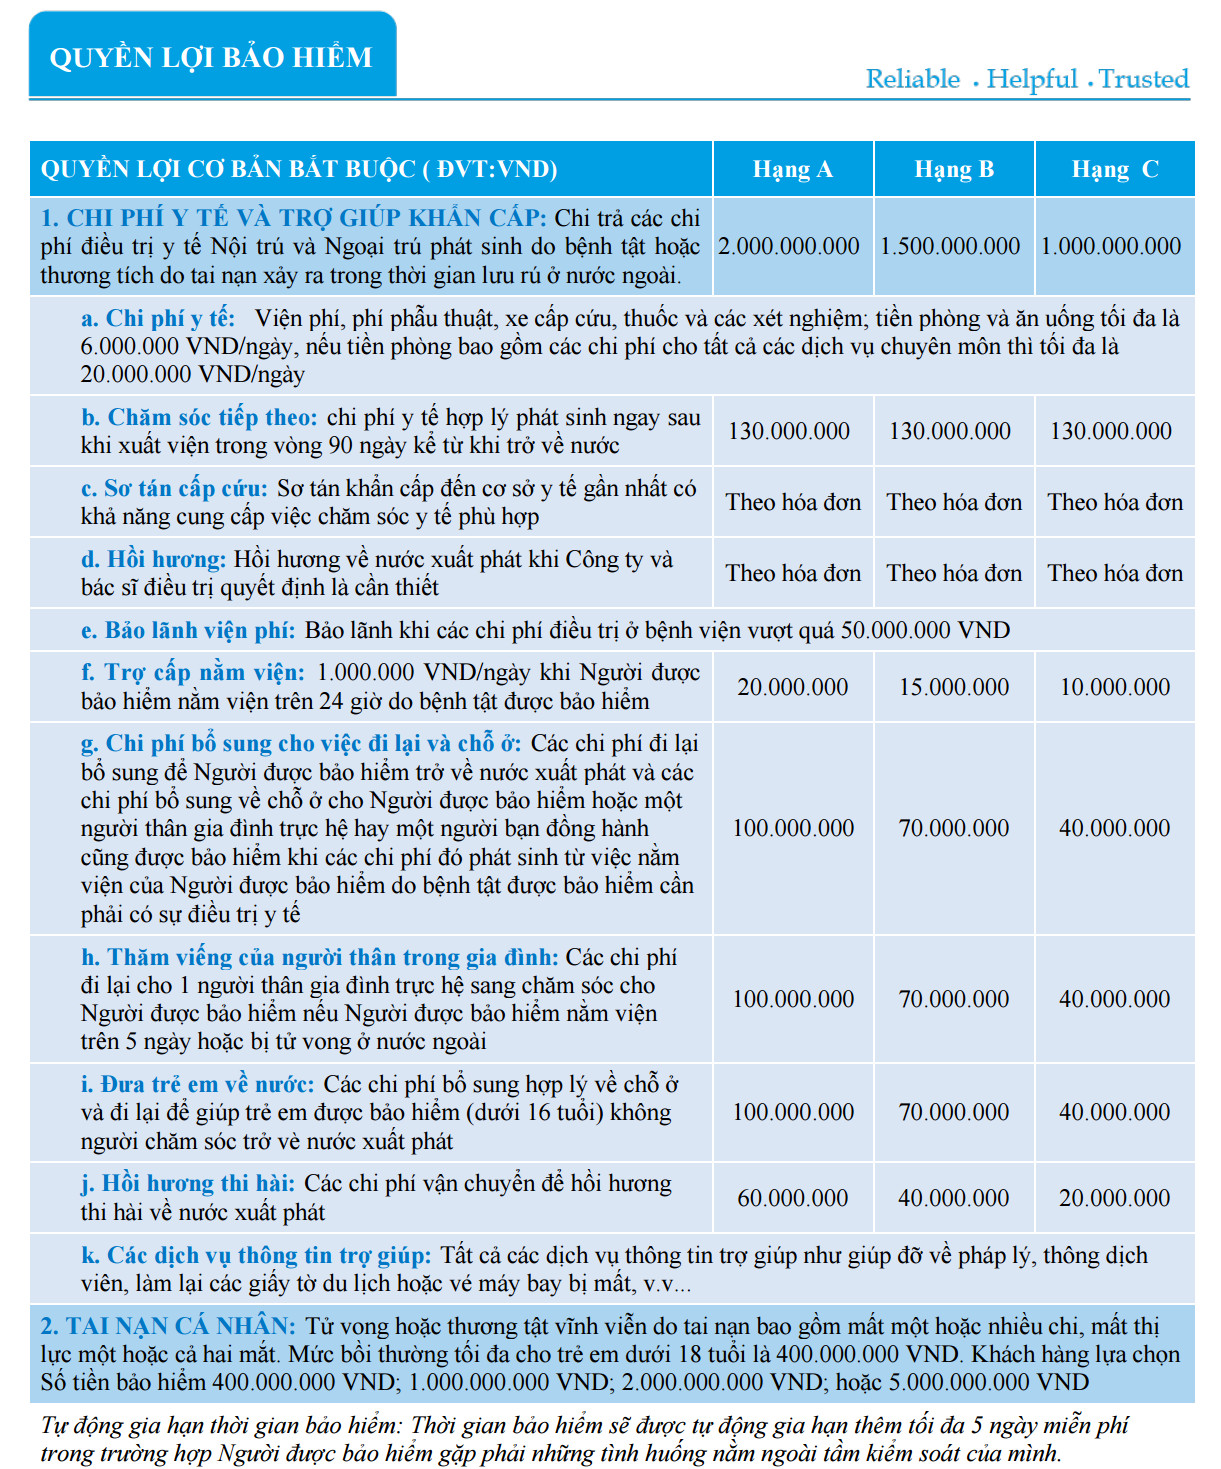 QUYỀN LỢI BẢO HIỂM
Reliable . Helpful . Trusted
QUYỀN LỢI CƠ BẢN BẮT BUỘC ( ĐVT:VND) Hạng A Hạng B Hạng C
1. CHI PHÍ Y TẾ VÀ TRỢ GIÚP KHẨN CẤP: Chi trả các chi
phí điều trị y tế Nội trú và Ngoại trú phát sinh do bệnh tật hoặc
thương tích do tai nạn xảy ra trong thời gian lưu rú ở nước ngoài.
2.000.000.000 1.500.000.000 1.000.000.000
a. Chi phí y tế: Viện phí, phí phẫu thuật, xe cấp cứu, thuốc và các xét nghiệm; tiền phòng và ăn uống tối đa là
6.000.000 VND/ngày, nếu tiền phòng bao gồm các chi phí cho tất cả các dịch vụ chuyên môn thì tối đa là
20.000.000 VND/ngày
b. Chăm sóc tiếp theo: chi phí y tế hợp lý phát sinh ngay sau
khi xuất viện trong vòng 90 ngày kể từ khi trở về nước
130.000.000 130.000.000 130.000.000
c. Sơ tán cấp cứu: Sơ tán khẩn cấp đến cơ sở y tế gần nhất có
khả năng cung cấp việc chăm sóc y tế phù hợp
Theo hóa đơn Theo hóa đơn Theo hóa đơn
d. Hồi hương: Hồi hương về nước xuất phát khi Công ty và
bác sĩ điều trị quyết định là cần thiết
Theo hóa đơn Theo hóa đơn Theo hóa đơn
e. Bảo lãnh viện phí: Bảo lãnh khi các chi phí điều trị ở bệnh viện vượt quá 50.000.000 VND
f. Trợ cấp nằm viện: 1.000.000 VND/ngày khi Người được
bảo hiểm nằm viện trên 24 giờ do bệnh tật được bảo hiểm
20.000.000 15.000.000 10.000.000
g. Chi phí bổ sung cho việc đi lại và chỗ ở: Các chi phí đi lại
bổ sung để Người được bảo hiểm trở về nước xuất phát và các
chi phí bổ sung về chỗ ở cho Người được bảo hiểm hoặc một
người thân gia đình trực hệ hay một người bạn đồng hành
cũng được bảo hiểm khi các chi phí đó phát sinh từ việc nằm
viện của Người được bảo hiểm do bệnh tật được bảo hiểm cần
phải có sự điều trị y tế
100.000.000 70.000.000 40.000.000
h. Thăm viếng của người thân trong gia đình: Các chi phí
đi lại cho 1 người thân gia đình trực hệ sang chăm sóc cho
Người được bảo hiểm nếu Người được bảo hiểm nằm viện
trên 5 ngày hoặc bị tử vong ở nước ngoài
100.000.000 70.000.000 40.000.000
i. Đưa trẻ em về nước: Các chi phí bổ sung hợp lý về chỗ ở
và đi lại để giúp trẻ em được bảo hiểm (dưới 16 tuổi) không
người chăm sóc trở vè nước xuất phát
100.000.000 70.000.000 40.000.000
j. Hồi hương thi hài: Các chi phí vận chuyển để hồi hương
thi hài về nước xuất phát
60.000.000 40.000.000 20.000.000
k. Các dịch vụ thông tin trợ giúp: Tất cả các dịch vụ thông tin trợ giúp như giúp đỡ về pháp lý, thông dịch
viên, làm lại các giấy tờ du lịch hoặc vé máy bay bị mất, v.v...
2. TAI NẠN CÁ NHÂN: Tử vong hoặc thương tật vĩnh viễn do tai nạn bao gồm mất một hoặc nhiều chi, mất thị
lực một hoặc cả hai mắt. Mức bồi thường tối đa cho trẻ em dưới 18 tuổi là 400.000.000 VND. Khách hàng lựa chọn
Số tiền bảo hiểm 400.000.000 VND; 1.000.000.000 VND; 2.000.000.000 VND; hoặc 5.000.000.000 VND
Tự động gia hạn thời gian bảo hiểm: Thời gian bảo hiểm sẽ được tự động gia hạn thêm tối đa 5 ngày miễn phí
trong trường hợp Người được bảo hiểm gặp phải những tình huống nằm ngoài tầm kiểm soát của mình.